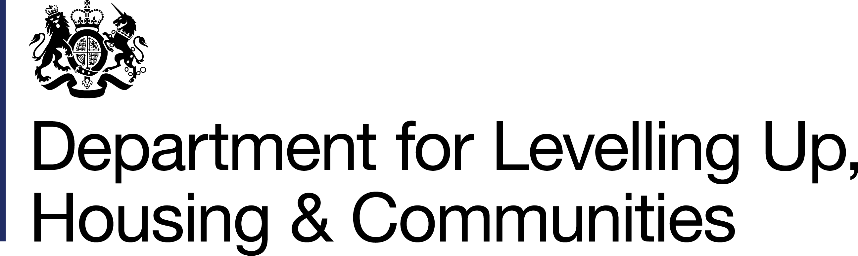 Department for Levelling Up,
Housing & Communities